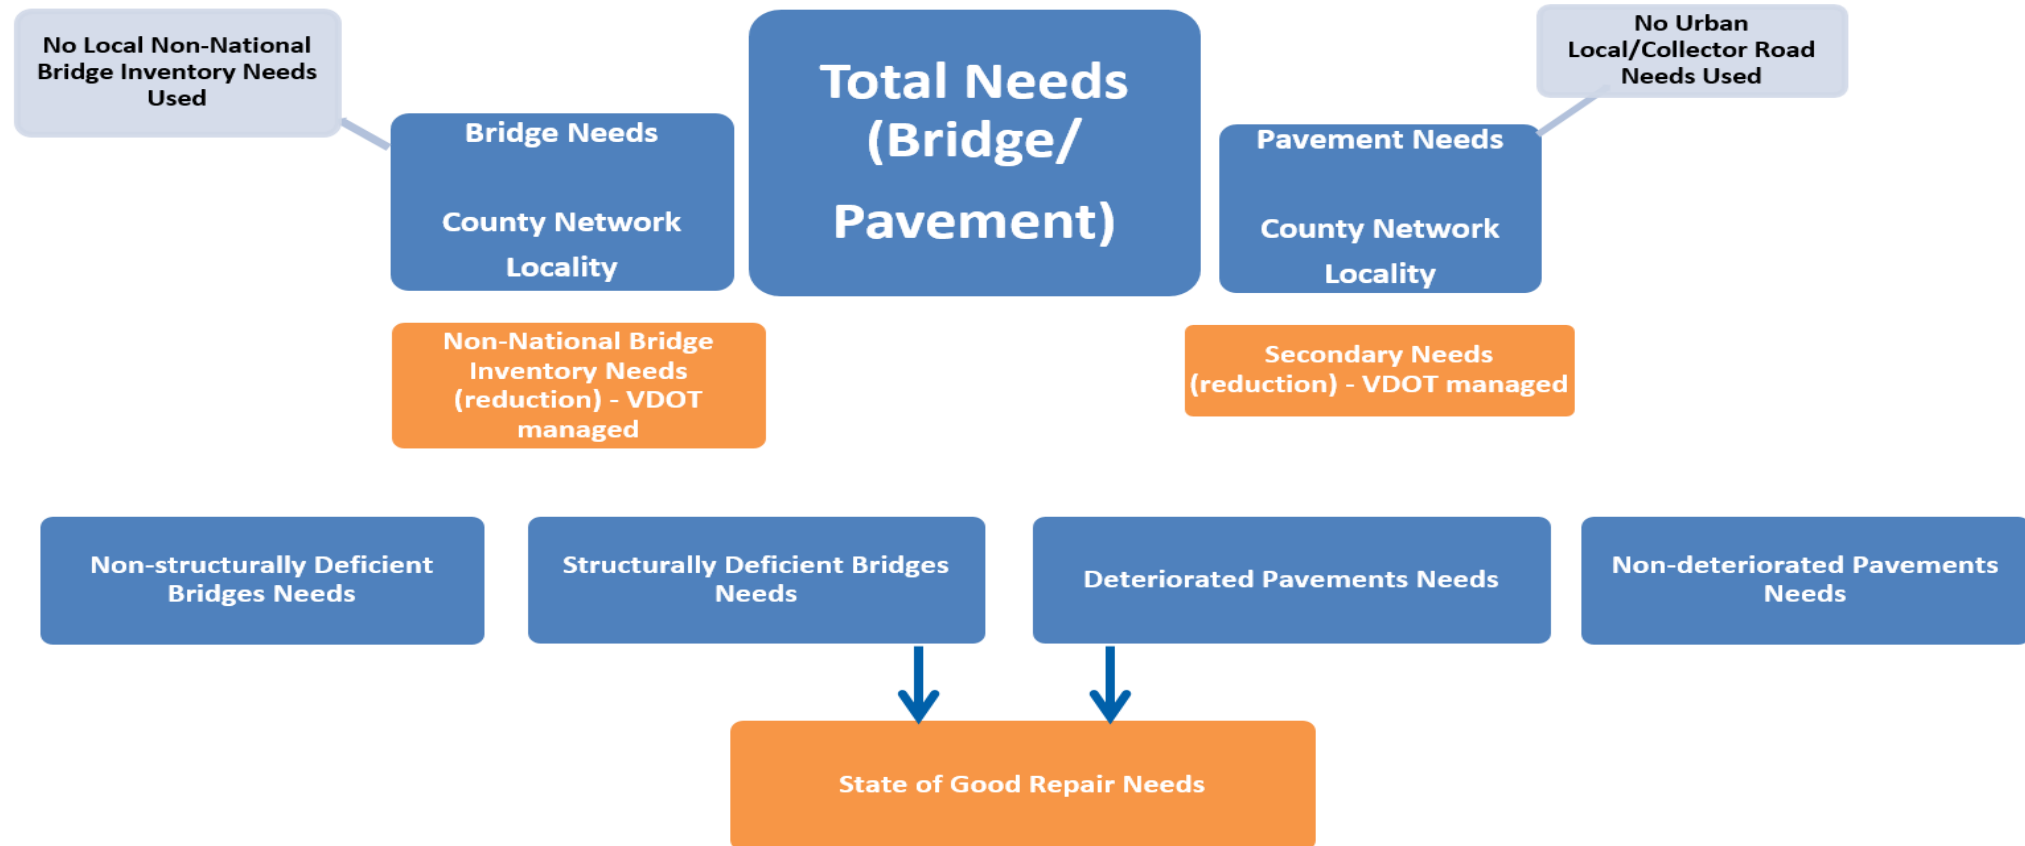 No Local Non-National
Bridge Inventory Needs
Used
Bridge Needs
County Network
Locality
Total Needs
(Bridge/
Pavement)
No Urban
Local/Collector Road
Needs Used
Pavement Needs
County Network
Locality
Non-National Bridge
Inventory Needs
(reduction) - VDOT
managed
Secondary Needs
(reduction) - VDOT managed
Non-structurally Deficient
Bridges Needs
Structurally Deficient Bridges
Needs
Deteriorated Pavements Needs
Non-deteriorated Pavements
Needs
State of Good Repair Needs